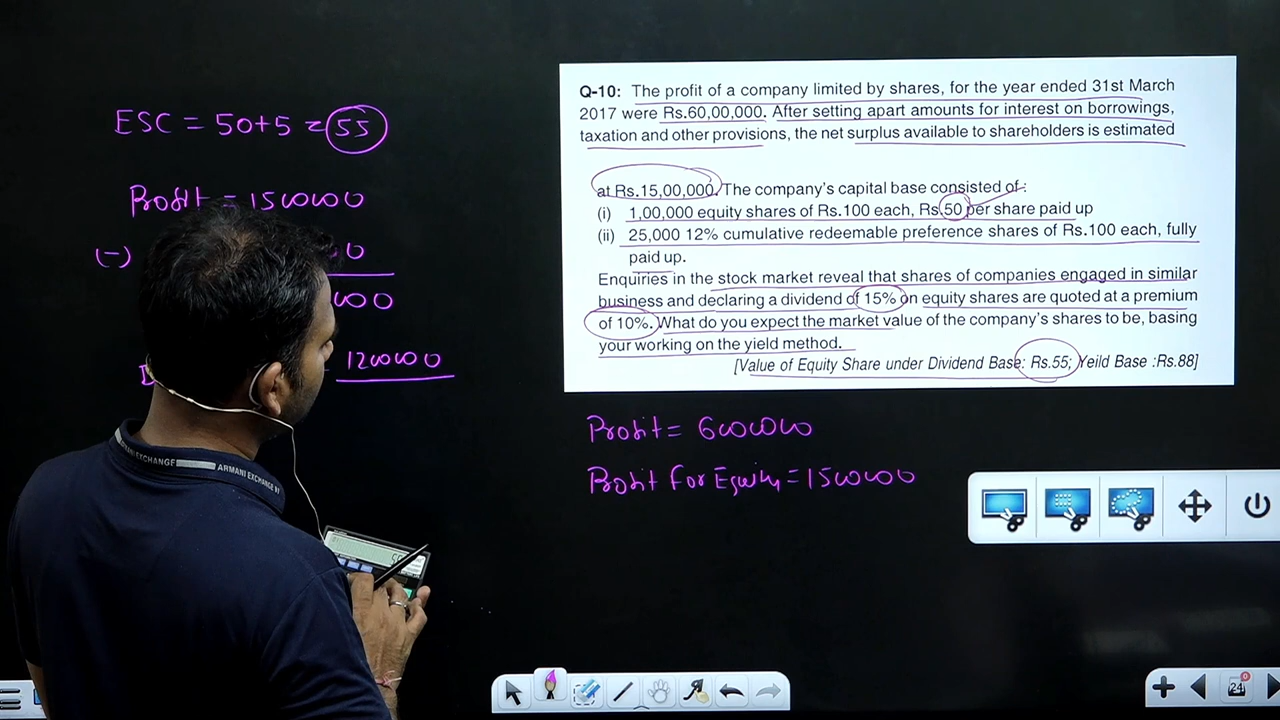 ESC = 50+5 = 55
Profit = 1500000
(-)
1200000
Q-10: The profit of a company limited by shares, for the year ended 31st March
2017 were Rs.60,00,000. After setting apart amounts for interest on borrowings,
taxation and other provisions, the net surplus available to shareholders is estimated
at Rs.15,00,000. The company's capital base consisted of :
(i) 1,00,000 equity shares of Rs.100 each, Rs.50 per share paid up
(ii) 25,000 12% cumulative redeemable preference shares of Rs.100 each, fully
paid up.
Enquiries in the stock market reveal that shares of companies engaged in similar
business and declaring a dividend of 15% on equity shares are quoted at a premium
of 10%. What do you expect the market value of the company's shares to be, basing
your working on the yield method.
[Value of Equity Share under Dividend Base: Rs.55; Yeild Base :Rs.88]
Profit = 6000000
Profit For Equity = 1500000
ARMANI EXCHANGE
24